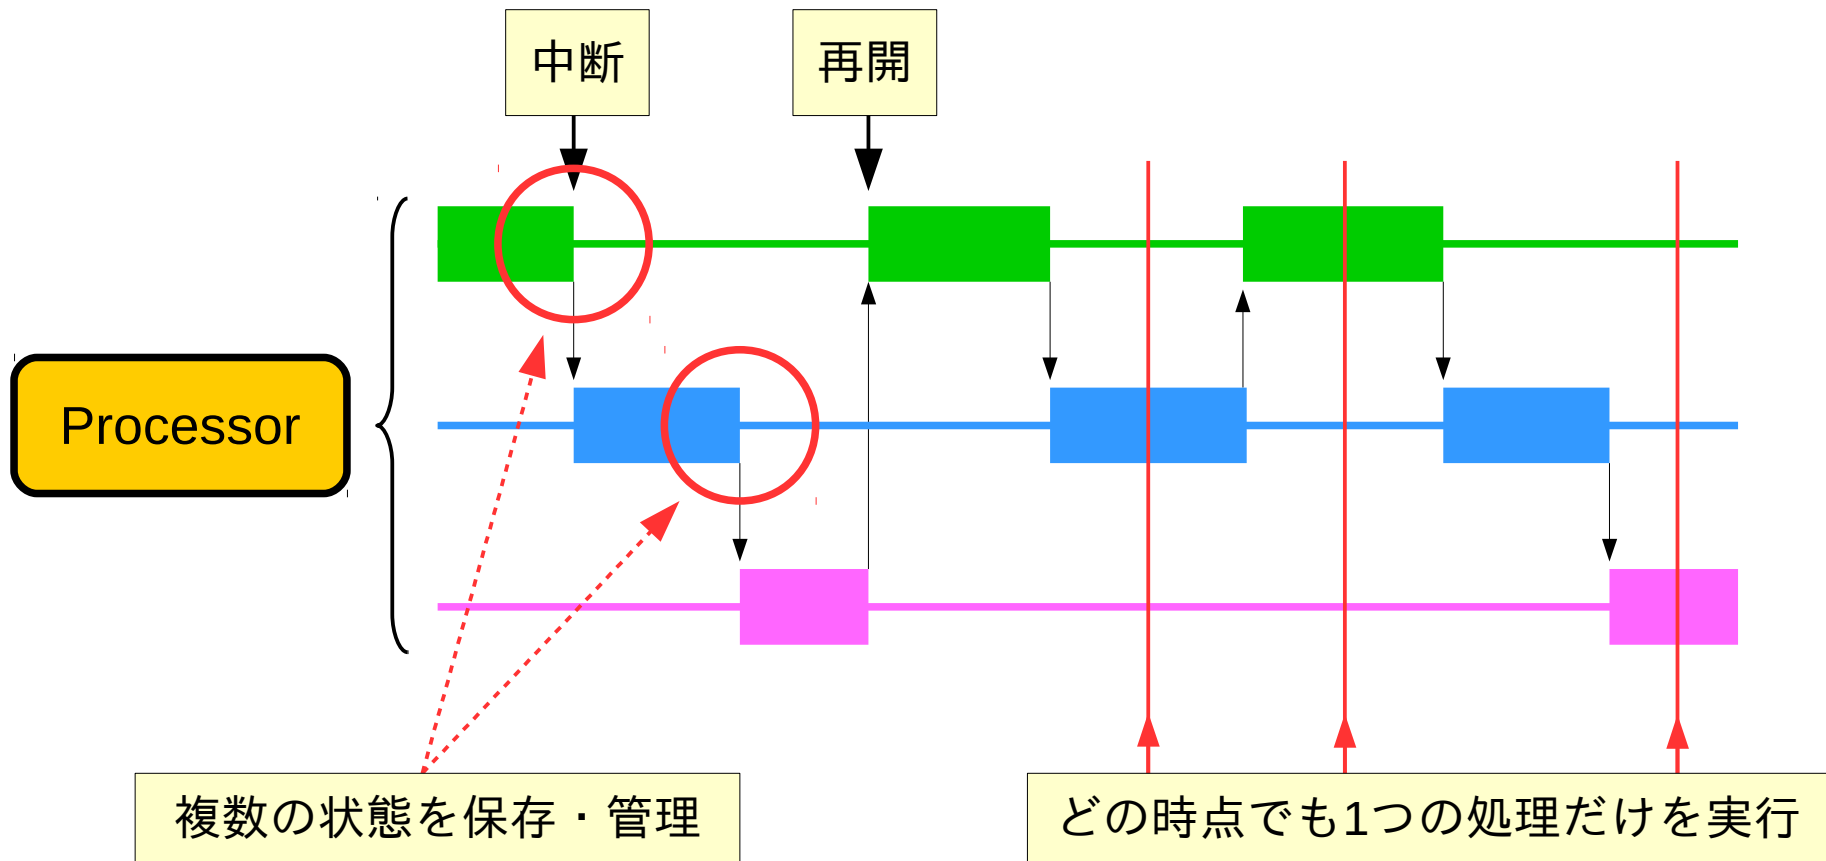 中断
再開
Processor
複数の状態を保存・管理
どの時点でも1つの処理だけを実行